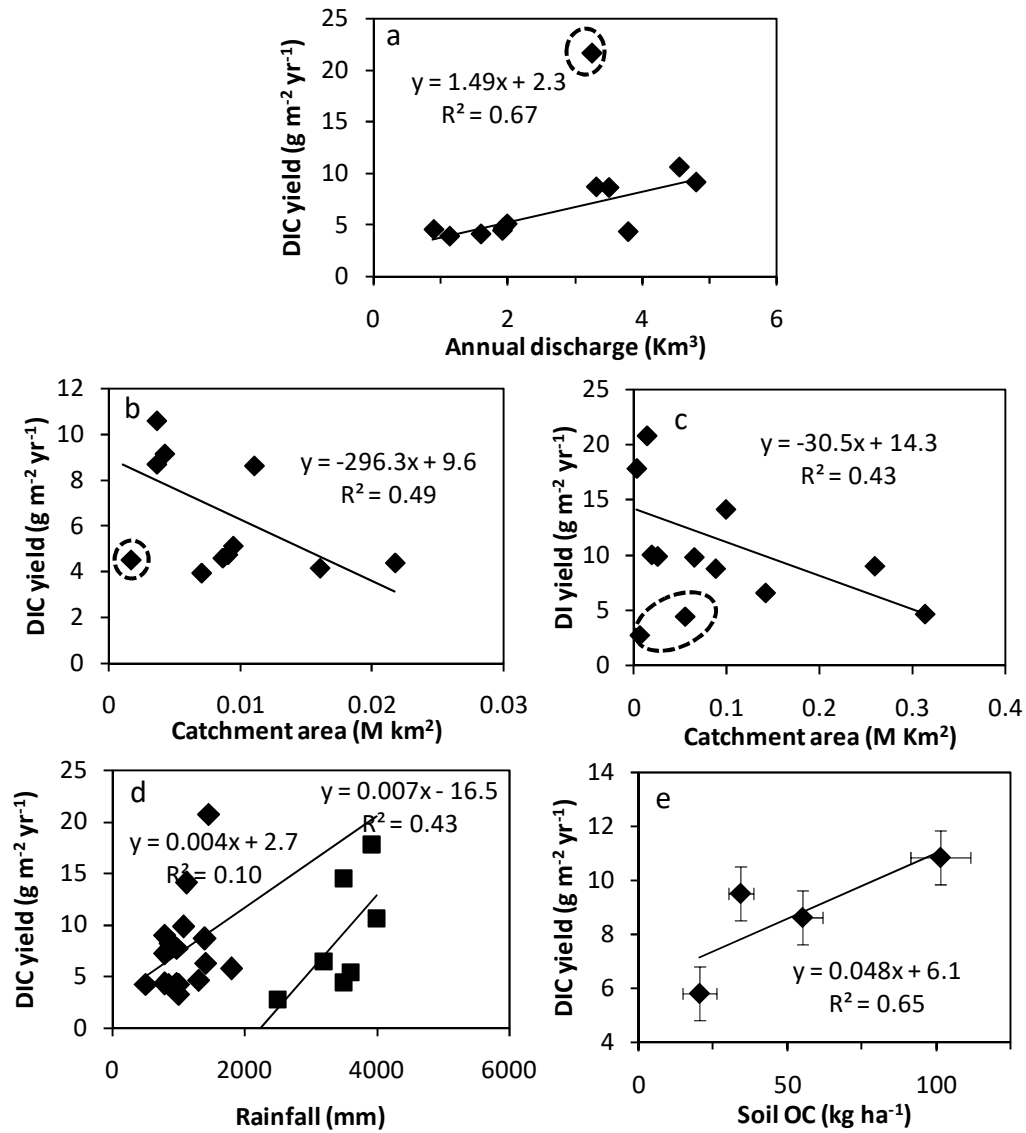 a
DIC yield (g m⁻² yr⁻¹)
25
20
15
10
5
0
y = 1.49x + 2.3
R² = 0.67
0 2 4 6
Annual discharge (Km³)
b
DIC yield (g m⁻² yr⁻¹)
12
10
8
6
4
2
0
y = -296.3x + 9.6
R² = 0.49
0 0.01 0.02 0.03
Catchment area (M km²)
c
DI yield (g m⁻² yr⁻¹)
25
20
15
10
5
0
y = -30.5x + 14.3
R² = 0.43
0 0.1 0.2 0.3 0.4
Catchment area (M Km²)
d
DIC yield (g m⁻² yr⁻¹)
25
20
15
10
5
0
y = 0.007x - 16.5
R² = 0.43
y = 0.004x + 2.7
R² = 0.10
0 2000 4000 6000
Rainfall (mm)
e
DIC yield (g m⁻² yr⁻¹)
14
12
10
8
6
4
y = 0.048x + 6.1
R² = 0.65
0 50 100
Soil OC (kg ha⁻¹)